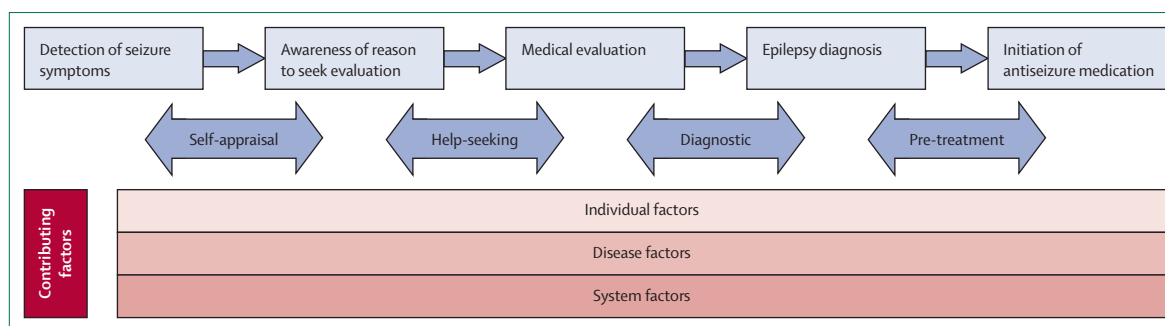 Detection of seizure
symptoms
Awareness of reason
to seek evaluation
Medical evaluation
Epilepsy diagnosis
Initiation of
antiseizure medication
Self-appraisal
Help-seeking
Diagnostic
Pre-treatment
Contributing
factors
Individual factors
Disease factors
System factors